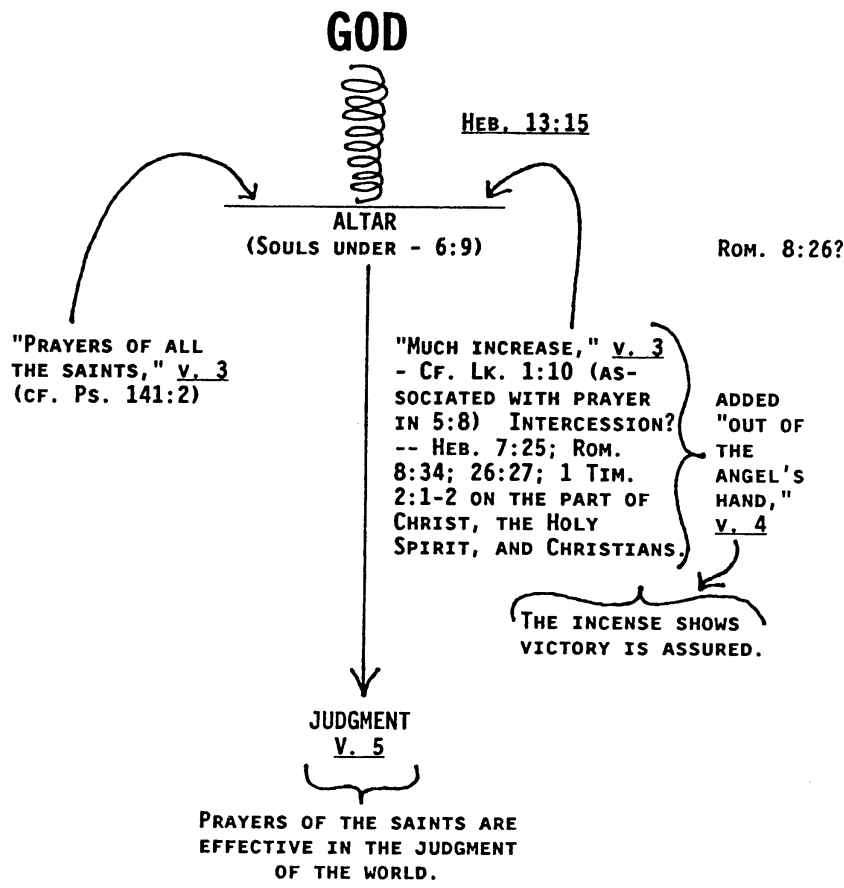 GOD
HEB. 13:15
ALTAR
(SOULS UNDER - 6:9)
ROM. 8:26?
"PRAYERS OF ALL
THE SAINTS," v. 3
(CF. PS. 141:2)
"MUCH INCREASE," v. 3
- CF. LK. 1:10 (AS-
SOCIATED WITH PRAYER
IN 5:8) INTERCESSION?
-- HEB. 7:25; ROM.
8:34; 26:27; 1 TIM.
2:1-2 ON THE PART OF
CHRIST, THE HOLY
SPIRIT, AND CHRISTIANS.
ADDED
"OUT OF
THE
ANGEL'S
HAND,"
v. 4
THE INCENSE SHOWS
VICTORY IS ASSURED.
JUDGMENT
V. 5
PRAYERS OF THE SAINTS ARE
EFFECTIVE IN THE JUDGMENT
OF THE WORLD.